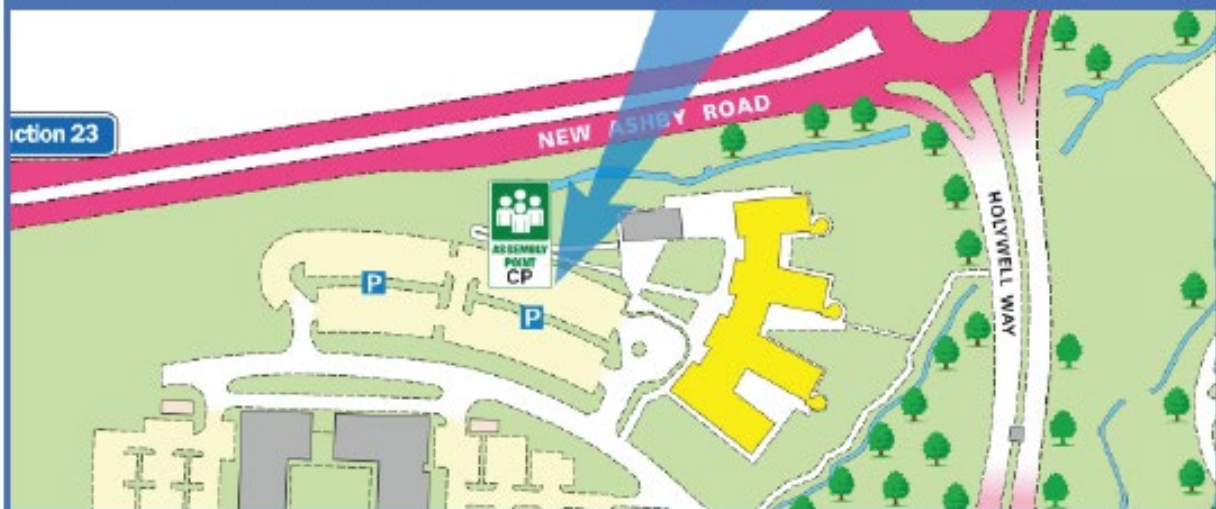 NEW ASHBY ROAD
ction 23
HOLYWELL WAY
ASSEMBLY
POINT
CP
P
P